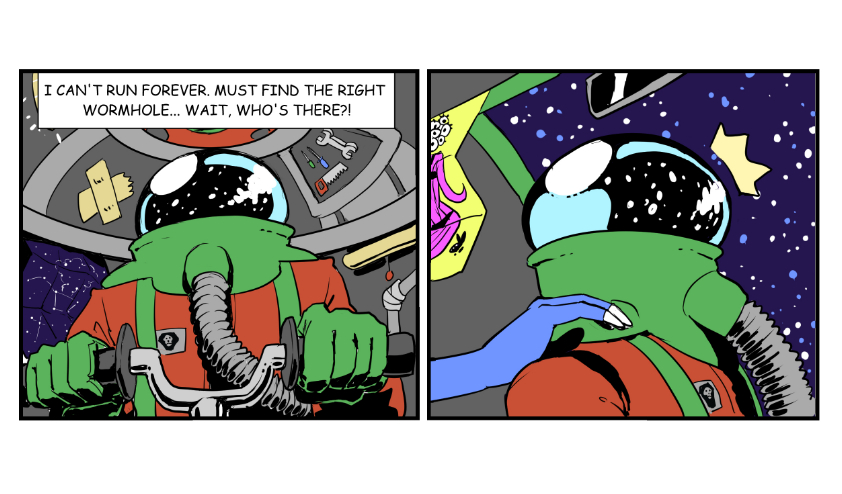 I CAN'T RUN FOREVER. MUST FIND THE RIGHT
WORMHOLE... WAIT, WHO'S THERE?!